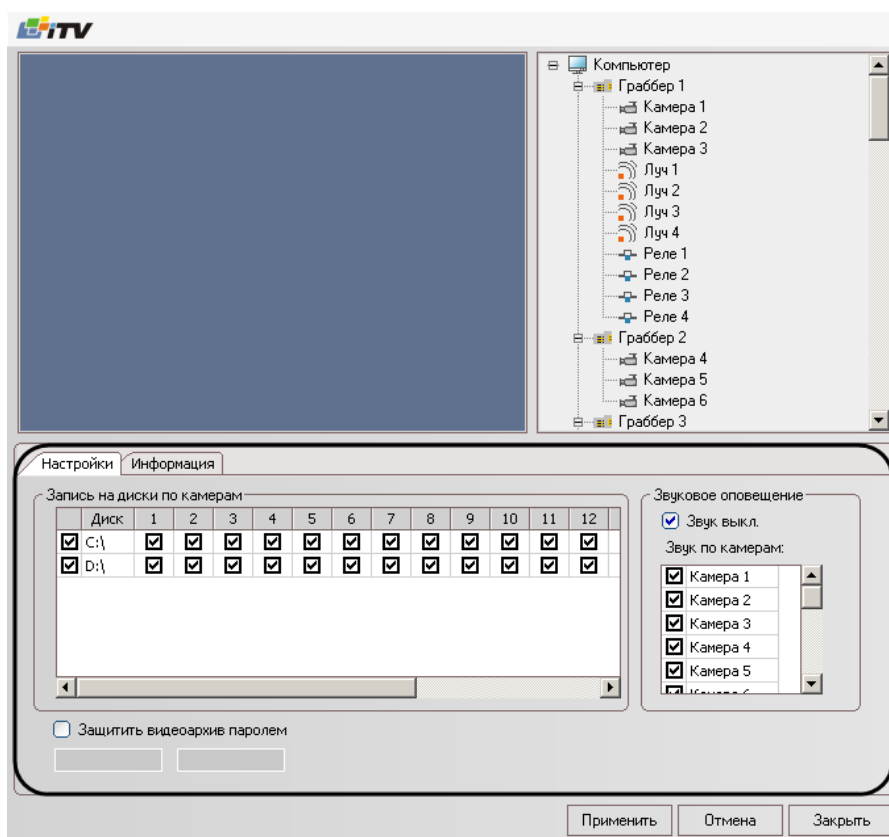 iTV
Компьютер
Граббер 1
Камера 1
Камера 2
Камера 3
Луч 1
Луч 2
Луч 3
Луч 4
Реле 1
Реле 2
Реле 3
Реле 4
Граббер 2
Камера 4
Камера 5
Камера 6
Граббер 3
Настройки Информация
Запись на диски по камерам
Диск 1 2 3 4 5 6 7 8 9 10 11 12
C:\
D:\
Защитить видеоархив паролем
Звуковое оповещение
Звук выкл.
Звук по камерам:
Камера 1
Камера 2
Камера 3
Камера 4
Камера 5
Применить Отмена Закрыть